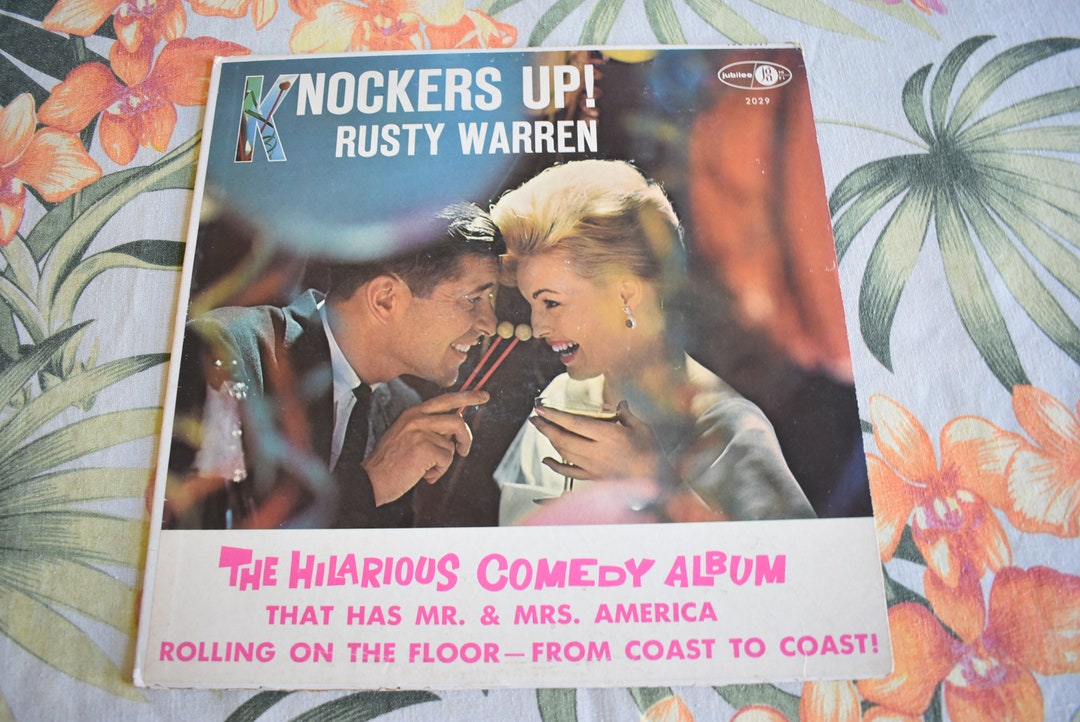 KNOCKERS UP!
RUSTY WARREN
jubilee
2029
THE HILARIOUS COMEDY ALBUM
THAT HAS MR. & MRS. AMERICA
ROLLING ON THE FLOOR—FROM COAST TO COAST!